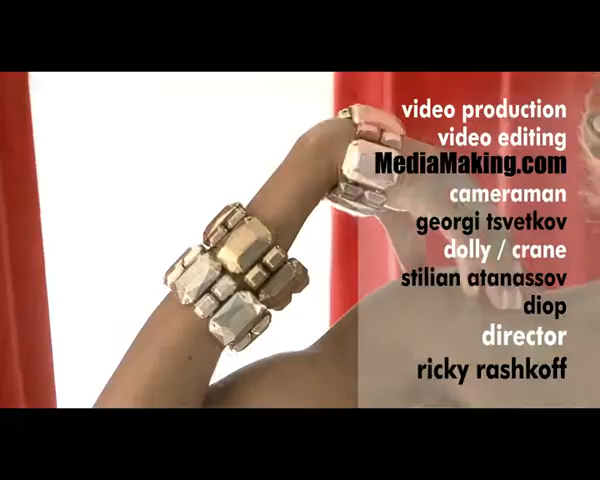 video production
video editing
MediaMaking.com
cameraman
georgi tsvetkov
dolly / crane
stilian atanassov
diop
director
ricky rashkoff